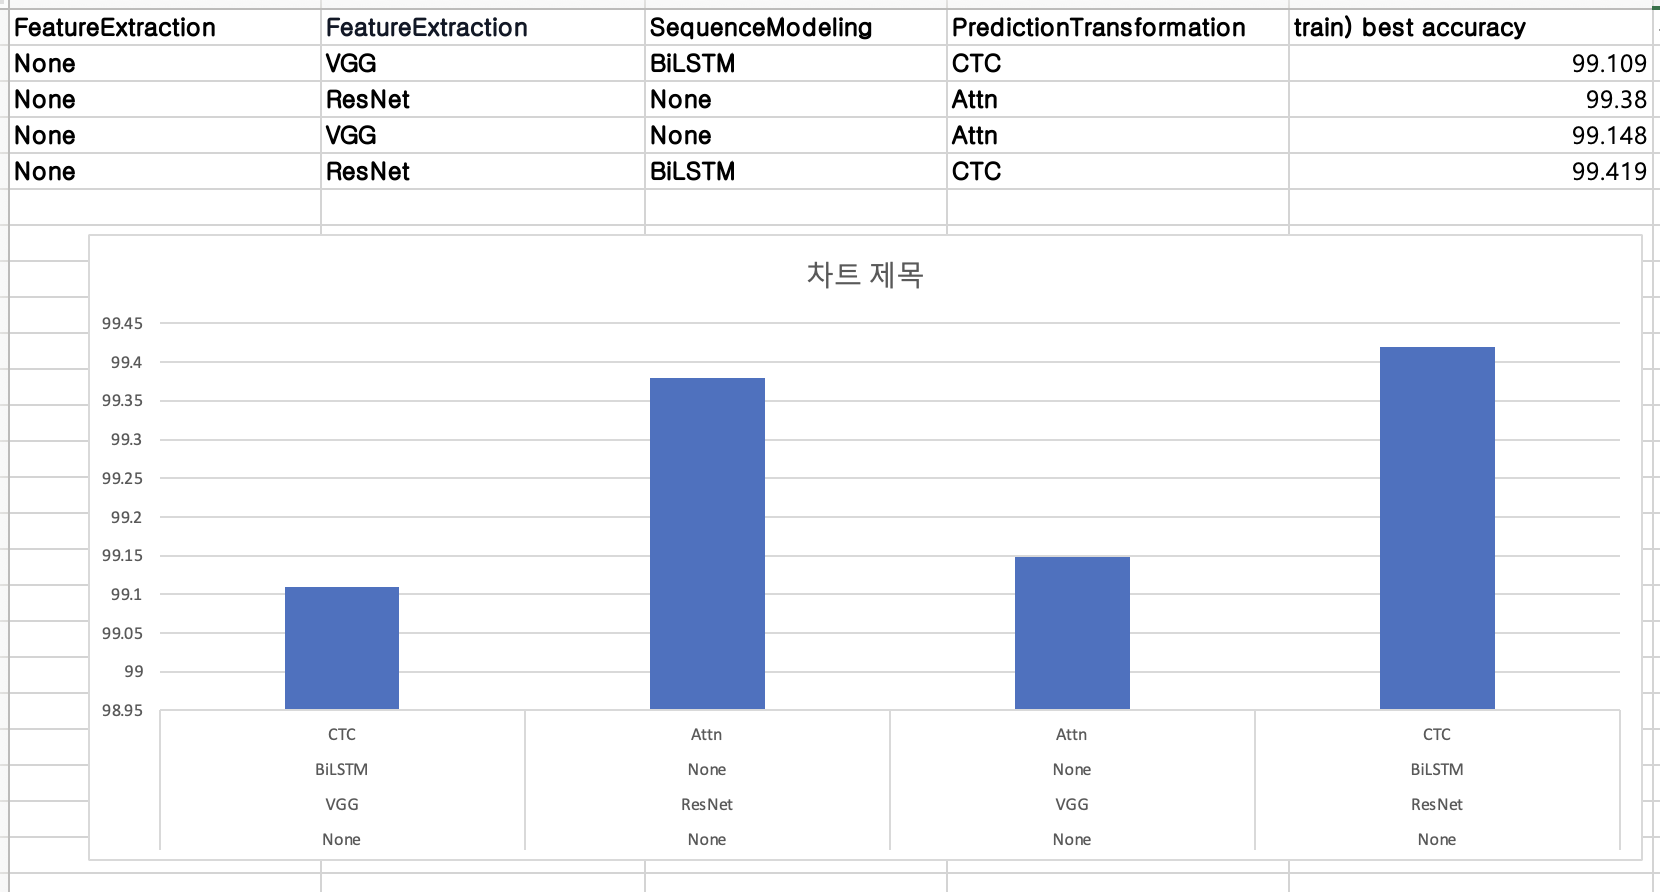 FeatureExtraction FeatureExtraction SequenceModeling PredictionTransformation train) best accuracy
None VGG BiLSTM CTC 99.109
None ResNet None Attn 99.38
None VGG None Attn 99.148
None ResNet BiLSTM CTC 99.419
차트 제목
99.45
99.4
99.35
99.3
99.25
99.2
99.15
99.1
99.05
99
98.95
CTC Attn Attn CTC
BiLSTM None None BiLSTM
VGG ResNet VGG ResNet
None None None None